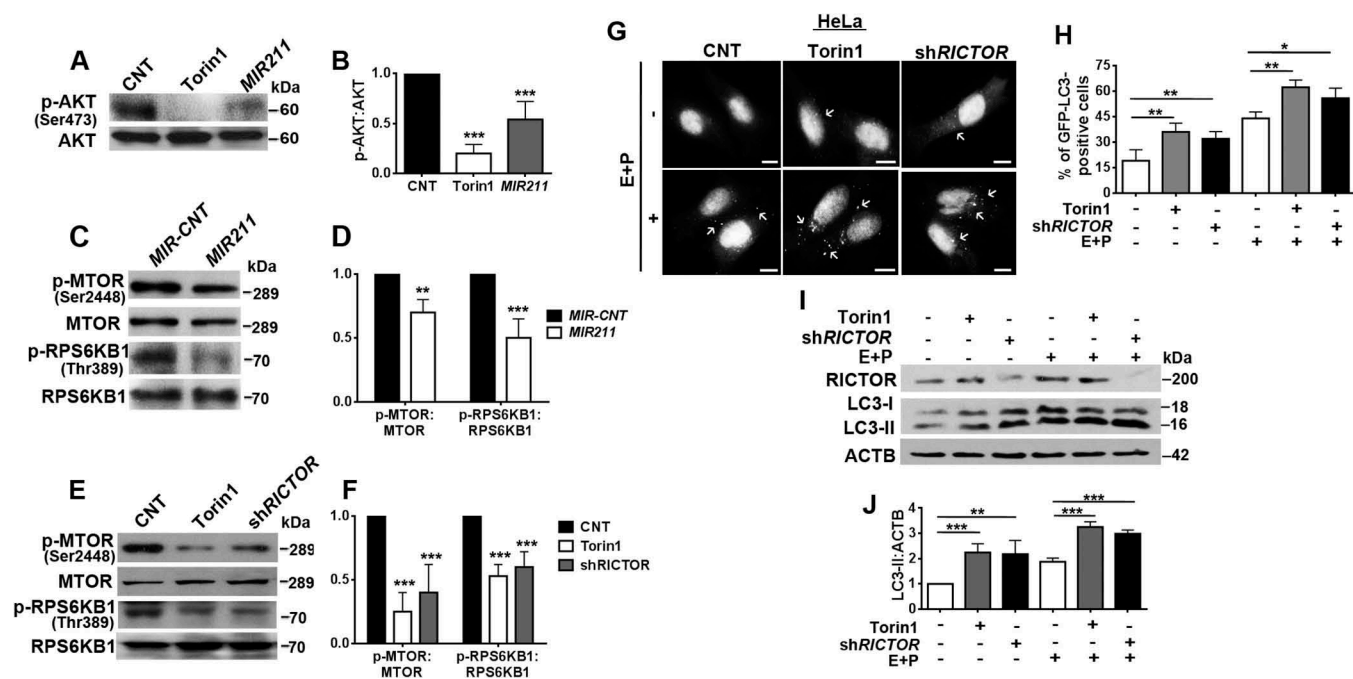 A
CNT Torin1 MIR211
kDa
p-AKT
(Ser473)
–60
AKT
–60
B
p-AKT:AKT
1.0
0.5
0.0
***
***
CNT Torin1 MIR211
C
MIR-CNT MIR211
kDa
p-MTOR
(Ser2448)
–289
MTOR
–289
p-RPS6KB1
(Thr389)
–70
RPS6KB1
–70
D
1.0
0.5
0.0
**
***
MIR-CNT
MIR211
p-MTOR: p-RPS6KB1:
MTOR RPS6KB1
E
CNT Torin1 shRICTOR
kDa
p-MTOR
(Ser2448)
–289
MTOR
–289
p-RPS6KB1
(Thr389)
–70
RPS6KB1
–70
F
1.0
0.5
0.0
*** *** *** ***
CNT
Torin1
shRICTOR
p-MTOR: p-RPS6KB1:
MTOR RPS6KB1
G
HeLa
CNT Torin1 shRICTOR
E+P
-
+
H
% of GFP-LC3-
positive cells
60
45
30
15
0
**
**
*
**
Torin1 - + - - + -
shRICTOR - - + - - +
E+P - - - + + +
I
Torin1 - + - - + -
shRICTOR - - + - - +
E+P - - - + + +
kDa
RICTOR –200
LC3-I –18
LC3-II –16
ACTB –42
J
LC3-II:ACTB
4
3
2
1
0
**
***
***
***
Torin1 - + - - + -
shRICTOR - - + - - +
E+P - - - + + +